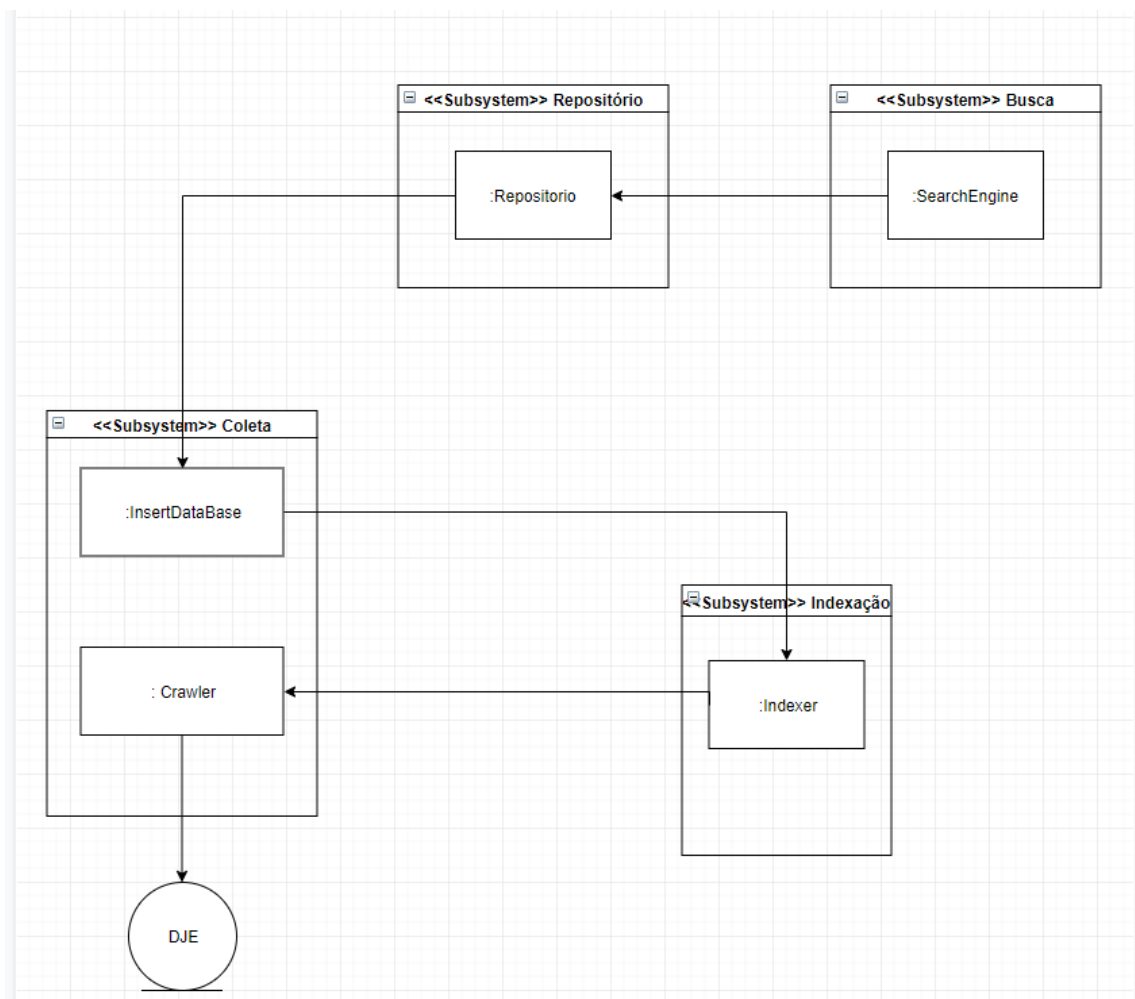 <<Subsystem>> Repositório
<<Subsystem>> Busca
:Repositorio
:SearchEngine
<<Subsystem>> Coleta
:InsertDataBase
<<Subsystem>> Indexação
: Crawler
:Indexer
DJE